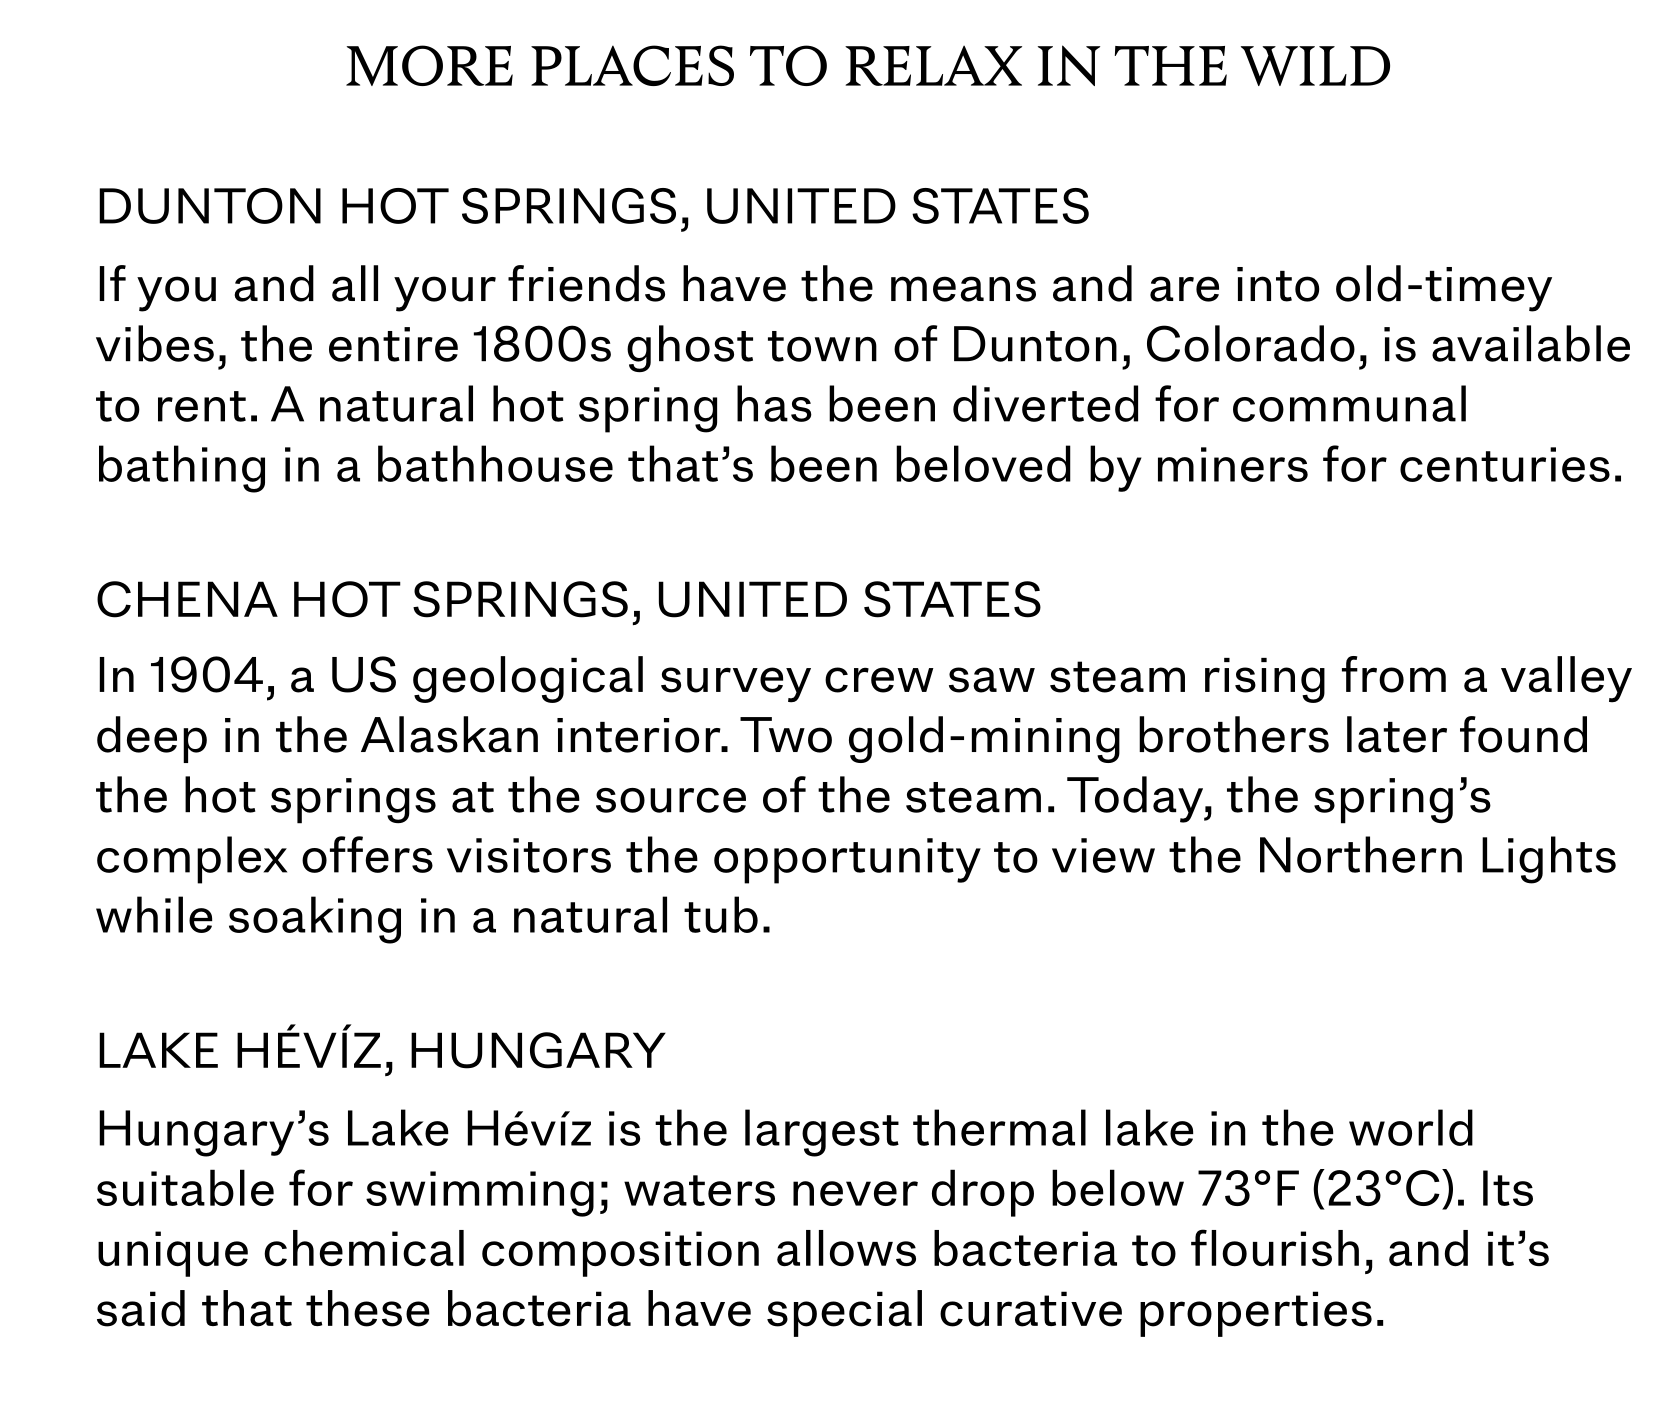 MORE PLACES TO RELAX IN THE WILD
DUNTON HOT SPRINGS, UNITED STATES
If you and all your friends have the means and are into old-timey
vibes, the entire 1800s ghost town of Dunton, Colorado, is available
to rent. A natural hot spring has been diverted for communal
bathing in a bathhouse that’s been beloved by miners for centuries.
CHENA HOT SPRINGS, UNITED STATES
In 1904, a US geological survey crew saw steam rising from a valley
deep in the Alaskan interior. Two gold-mining brothers later found
the hot springs at the source of the steam. Today, the spring’s
complex offers visitors the opportunity to view the Northern Lights
while soaking in a natural tub.
LAKE HÉVÍZ, HUNGARY
Hungary’s Lake Hévíz is the largest thermal lake in the world
suitable for swimming; waters never drop below 73°F (23°C). Its
unique chemical composition allows bacteria to flourish, and it’s
said that these bacteria have special curative properties.